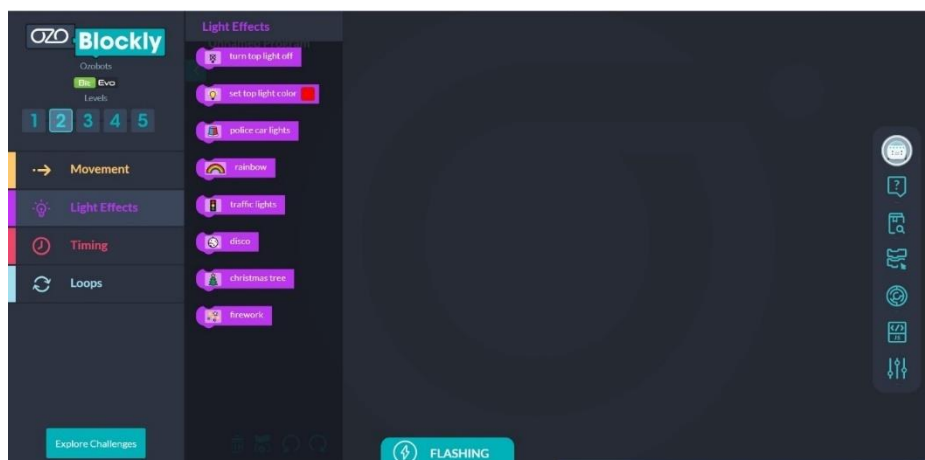 OZO Blockly
Ozobots
Bit Evo
Levels
1 2 3 4 5
Movement
Light Effects
Timing
Loops
Explore Challenges
Light Effects
turn top light off
set top light color
police car lights
rainbow
traffic lights
disco
christmas tree
firework
FLASHING